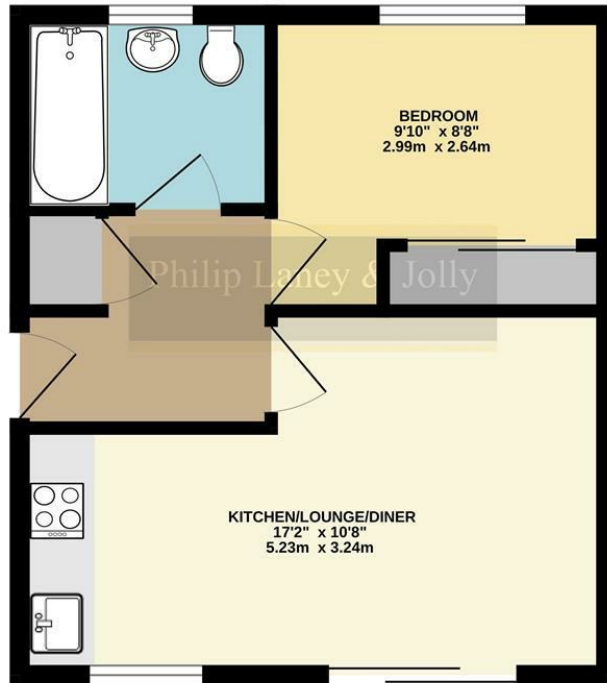 BEDROOM
9'10" x 8'8"
2.99m x 2.64m
Philip Laney & Jolly
KITCHEN/LOUNGE/DINER
17'2" x 10'8"
5.23m x 3.24m